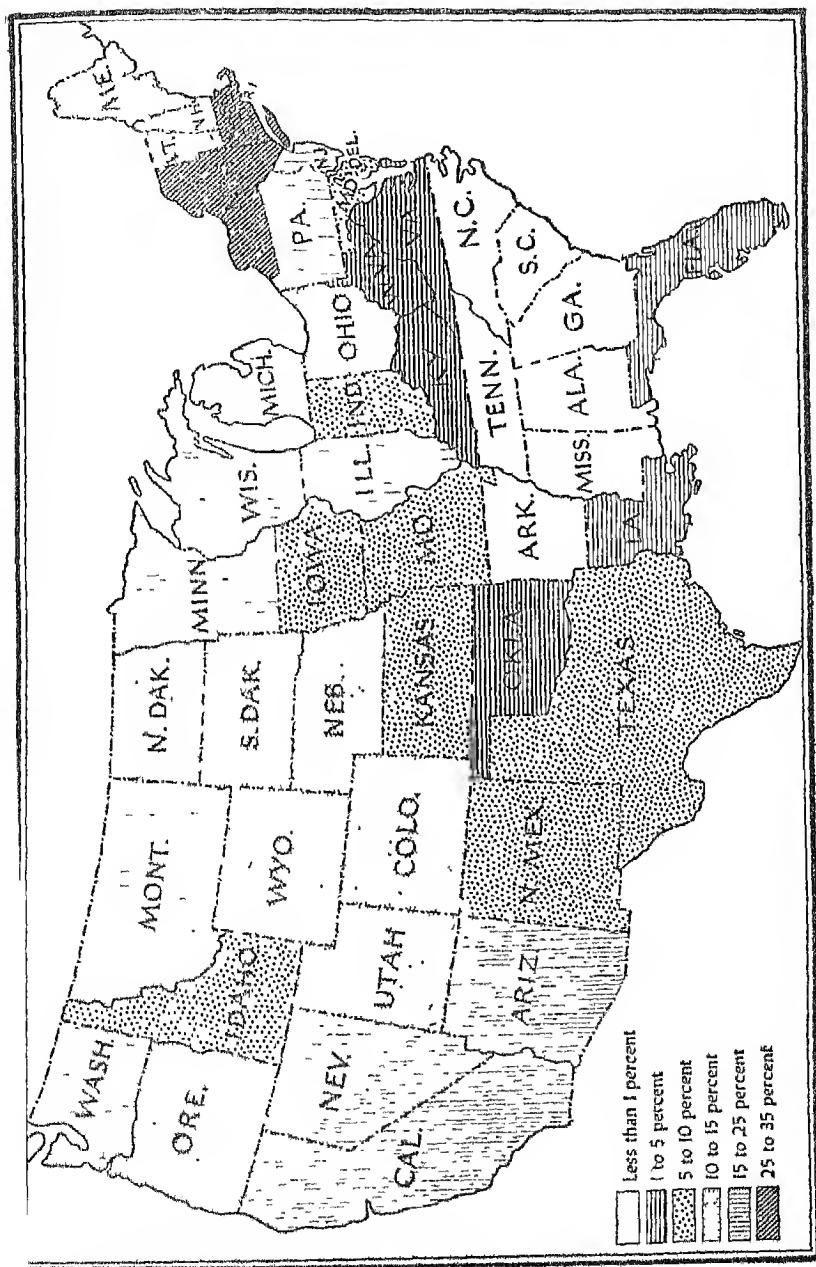 WASH.
ORE.
CAL.
NEV.
IDAHO
MONT.
WYO.
UTAH
ARIZ.
COLO.
N. MEX.
N. DAK.
S. DAK.
NEB.
KANSAS
OKLA.
TEXAS
MINN.
IOWA
MO.
ARK.
LA.
WIS.
ILL.
MICH.
IND.
OHIO
TENN.
MISS.
ALA.
GA.
FLA.
S.C.
N.C.
PA.
N.J.
MD.
DEL.
R.I.
VT.
N.H.
ME.
Less than 1 percent
1 to 5 percent
5 to 10 percent
10 to 15 percent
15 to 25 percent
25 to 35 percent